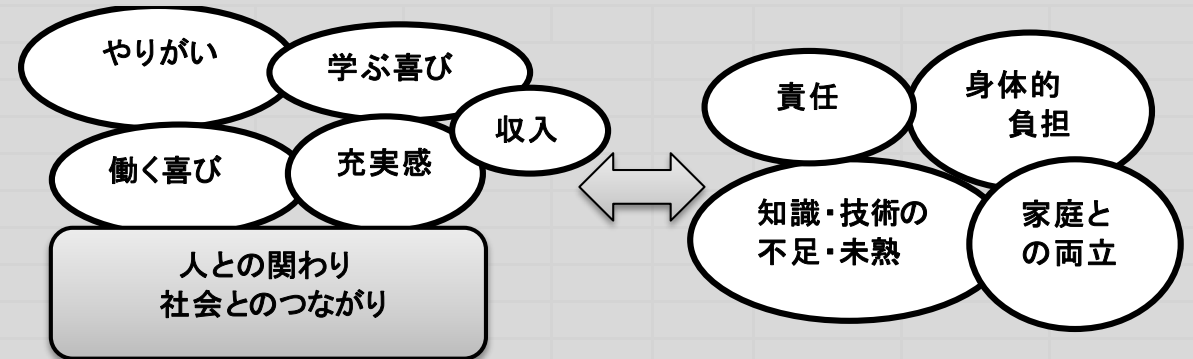 やりがい
学ぶ喜び
収入
働く喜び
充実感
人との関わり
社会とのつながり
責任
身体的
負担
知識・技術の
不足・未熟
家庭と
の両立